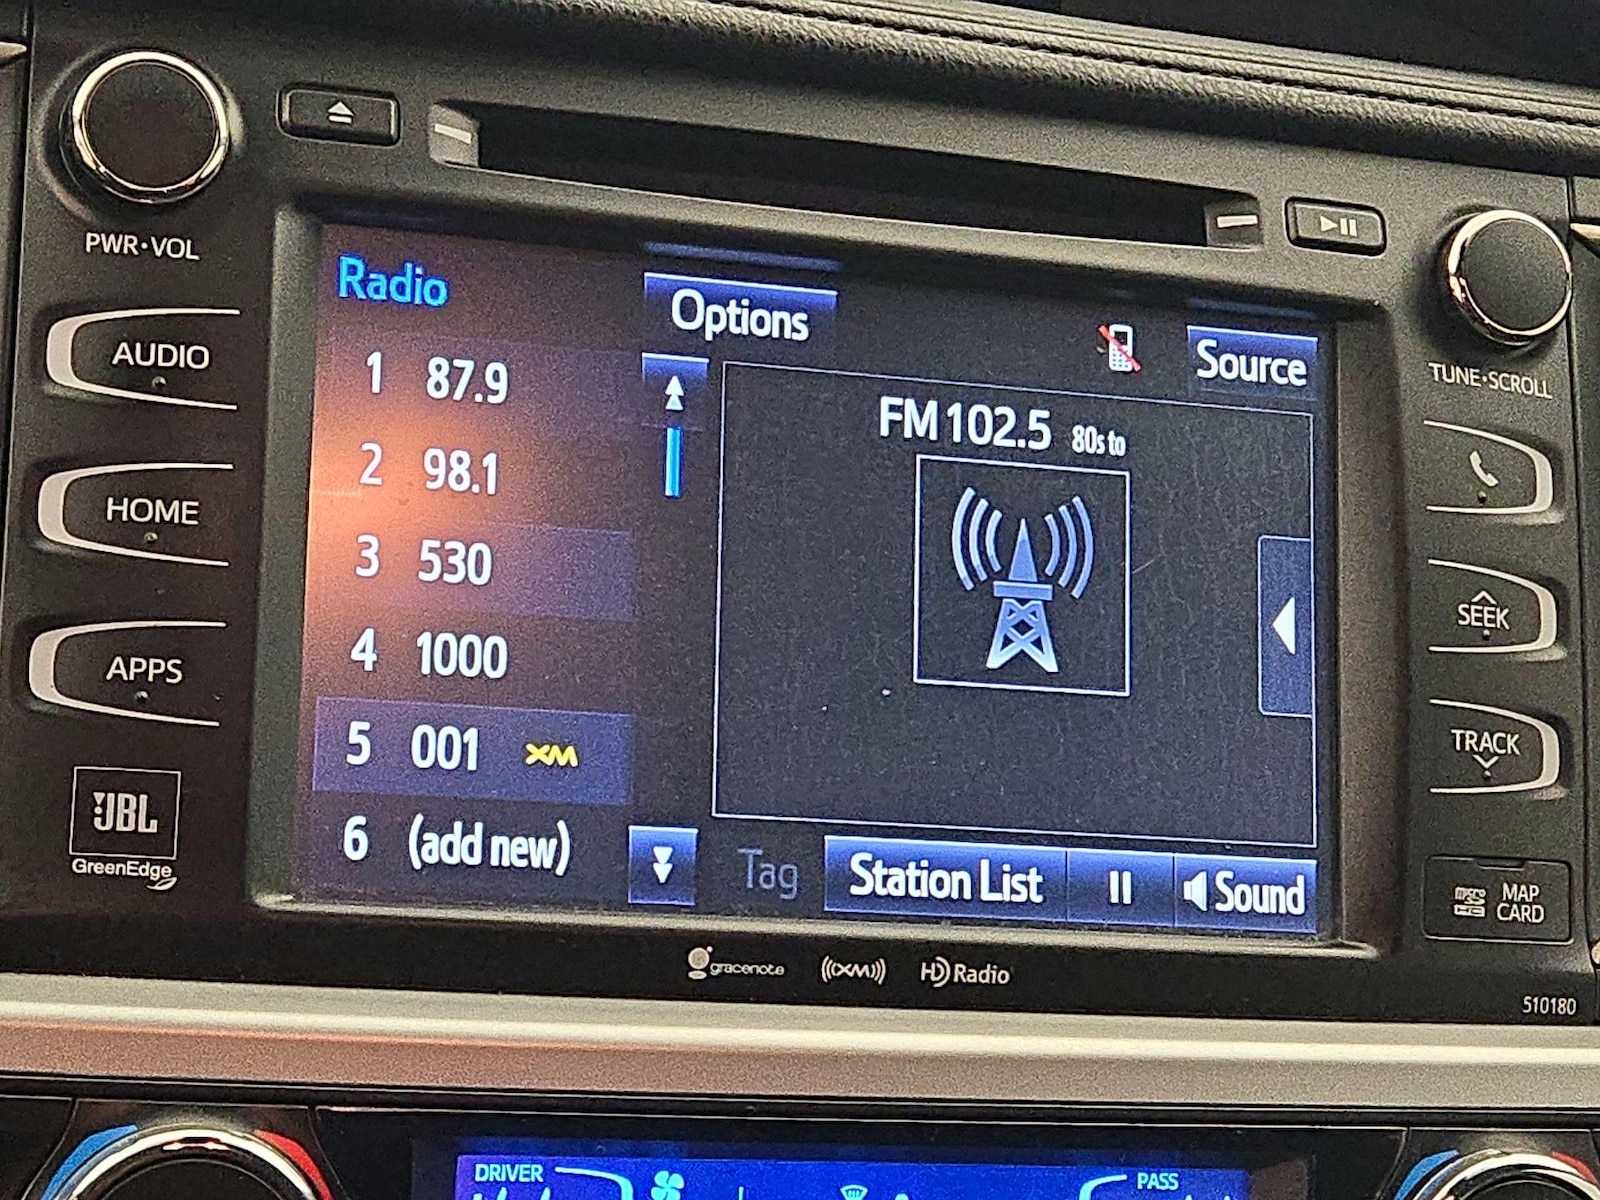 PWR•VOL
AUDIO
HOME
APPS
JBL
GreenEdge
Radio
Options
Source
1 87.9
2 98.1
3 530
4 1000
5 001 XM
6 (add new)
FM 102.5 80s to
Tag
Station List
Sound
TUNE•SCROLL
SEEK
TRACK
micro
HC
MAP
CARD
gracenote
((XM))
HD Radio
510180
DRIVER
PASS